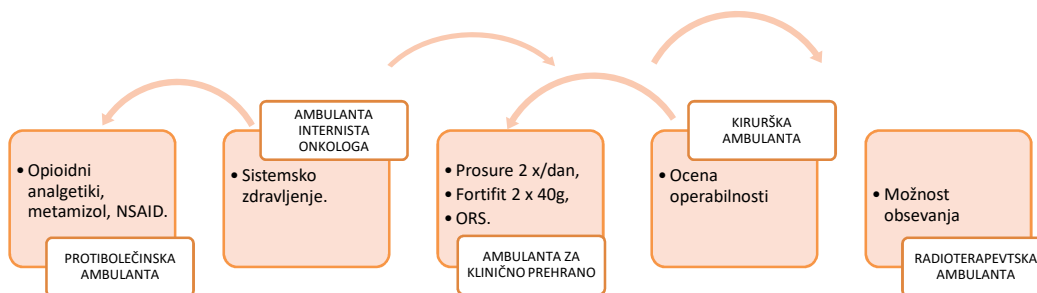 • Opioidni
analgetiki,
metamizol, NSAID.
PROTIBOLEČINSKA
AMBULANTA
AMBULANTA
INTERNISTA
ONKOLOGA
• Sistemsko
zdravljenje.
• Prosure 2 x/dan,
• Fortifit 2 x 40g,
• ORS.
AMBULANTA ZA
KLINIČNO PREHRANO
KIRURŠKA
AMBULANTA
• Ocena
operabilnosti
• Možnost
obsevanja
RADIOTERAPEVTSKA
AMBULANTA